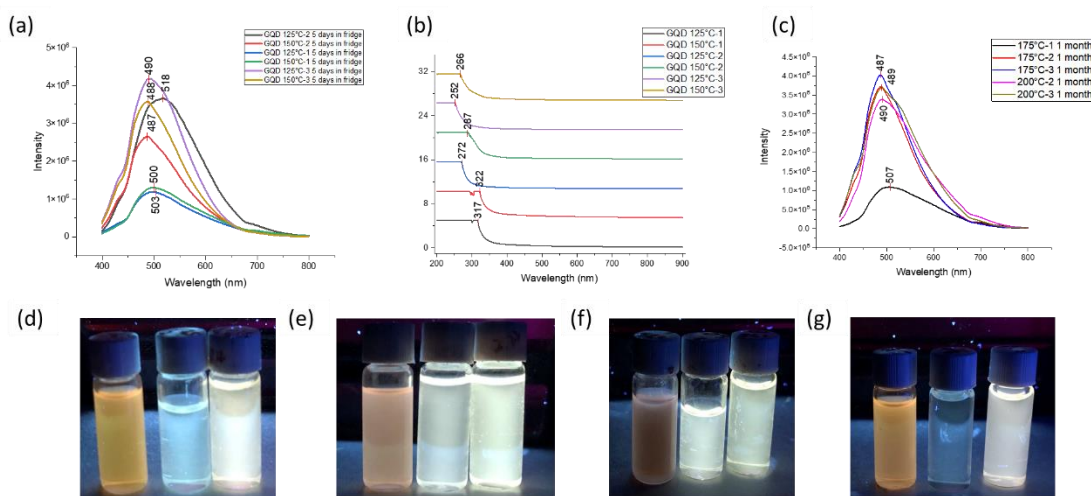 (a)
GQD 125°C-2 5 days in fridge
GQD 150°C-2 5 days in fridge
GQD 125°C-1 5 days in fridge
GQD 150°C-1 5 days in fridge
GQD 125°C-3 5 days in fridge
GQD 150°C-3 5 days in fridge
5×10⁶
4×10⁶
3×10⁶
2×10⁶
1×10⁶
0
Intensity
490
488
518
487
500
503
400 500 600 700 800
Wavelength (nm)
(b)
GQD 125°C-1
GQD 150°C-1
GQD 125°C-2
GQD 150°C-2
GQD 125°C-3
GQD 150°C-3
32
24
16
8
0
266
252
287
272
322
317
200 300 400 500 600 700 800 900
Wavelength (nm)
(c)
175°C-1 1 month
175°C-2 1 month
175°C-3 1 month
200°C-2 1 month
200°C-3 1 month
4.5×10⁶
4.0×10⁶
3.5×10⁶
3.0×10⁶
2.5×10⁶
2.0×10⁶
1.5×10⁶
1.0×10⁶
5.0×10⁵
0.0
-5.0×10⁵
Intensity
487
489
490
507
400 500 600 700 800
Wavelength (nm)
(d)
(e)
(f)
(g)